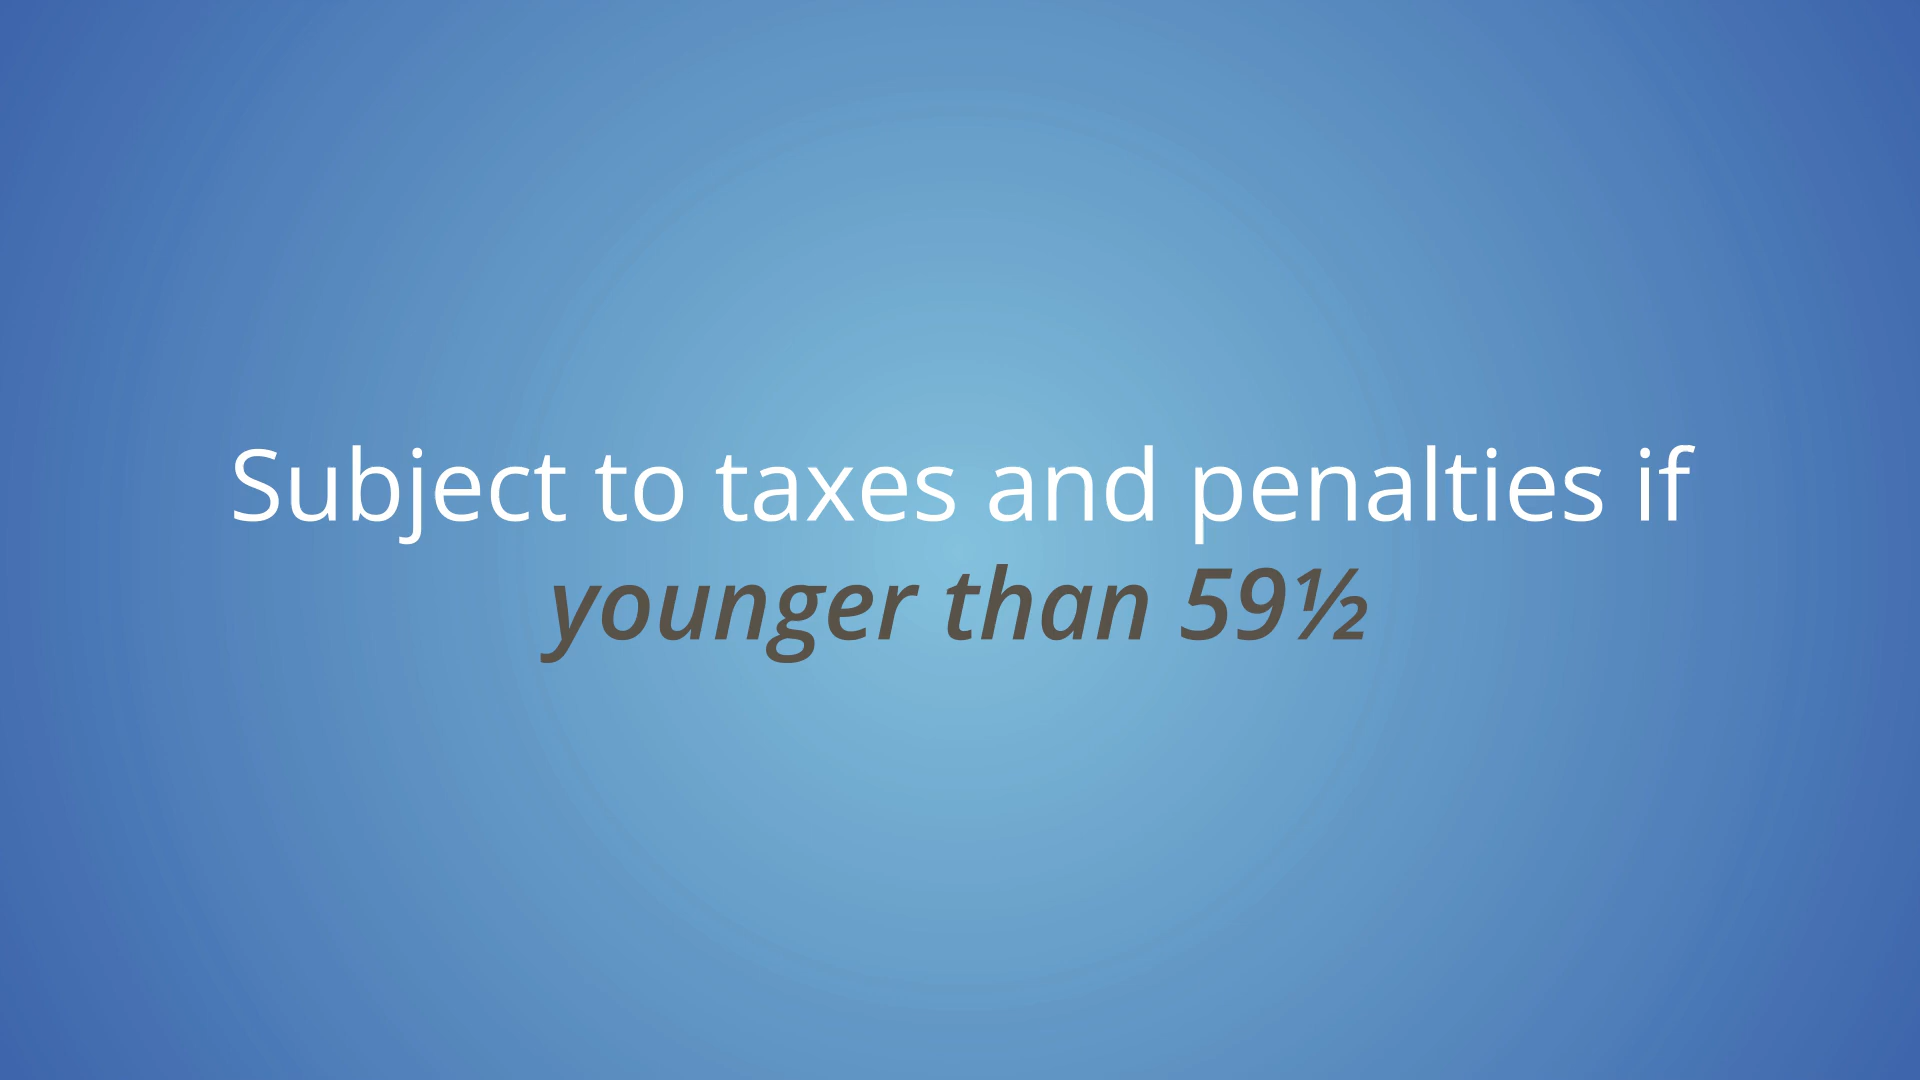 Subject to taxes and penalties if
younger than 59½